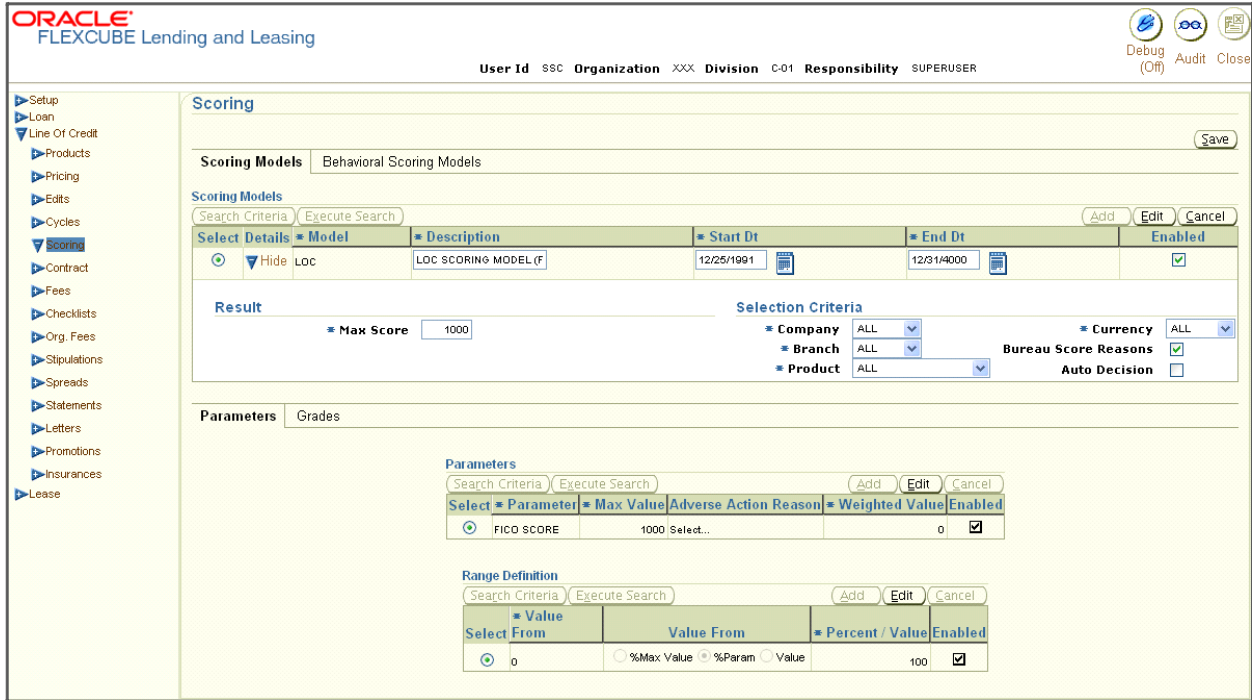 ORACLE®
FLEXCUBE Lending and Leasing
Debug (Off)
Audit
Close
User Id SSC Organization XXX Division C-01 Responsibility SUPERUSER
Setup
Loan
Line Of Credit
Products
Pricing
Edits
Cycles
Scoring
Contract
Fees
Checklists
Org. Fees
Stipulations
Spreads
Statements
Letters
Promotions
Insurances
Lease
Scoring
Save
Scoring Models Behavioral Scoring Models
Scoring Models
Search Criteria Execute Search Add Edit Cancel
Select Details * Model * Description * Start Dt * End Dt Enabled
Hide LOC LOC SCORING MODEL (F 12/25/1991 12/31/4000
Result Selection Criteria
* Max Score 1000 * Company ALL * Currency ALL
* Branch ALL Bureau Score Reasons
* Product ALL Auto Decision
Parameters Grades
Parameters
Search Criteria Execute Search Add Edit Cancel
Select * Parameter * Max Value Adverse Action Reason * Weighted Value Enabled
FICO SCORE 1000 Select... 0
Range Definition
Search Criteria Execute Search Add Edit Cancel
Select * Value From Value From * Percent / Value Enabled
0 %Max Value %Param Value 100